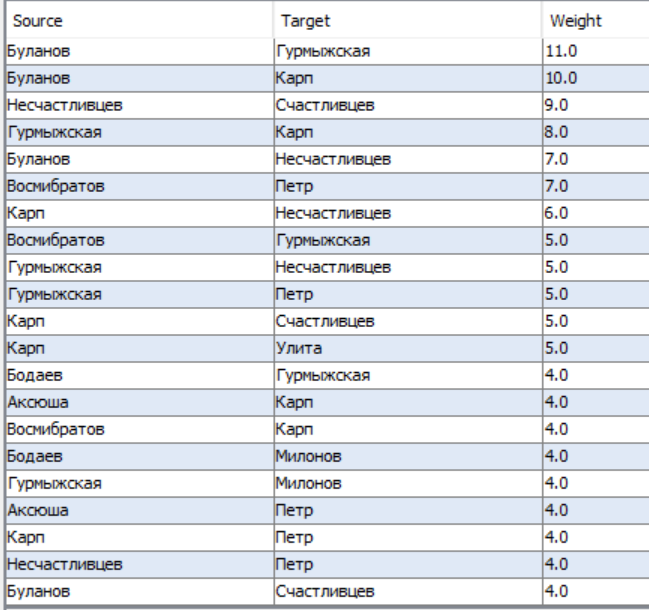 Source Target Weight
Буланов Гурмыжская 11.0
Буланов Карп 10.0
Несчастливцев Счастливцев 9.0
Гурмыжская Карп 8.0
Буланов Несчастливцев 7.0
Восмибратов Петр 7.0
Карп Несчастливцев 6.0
Восмибратов Гурмыжская 5.0
Гурмыжская Несчастливцев 5.0
Гурмыжская Петр 5.0
Карп Счастливцев 5.0
Карп Улита 5.0
Бодаев Гурмыжская 4.0
Аксюша Карп 4.0
Восмибратов Карп 4.0
Бодаев Милонов 4.0
Гурмыжская Милонов 4.0
Аксюша Петр 4.0
Карп Петр 4.0
Несчастливцев Петр 4.0
Буланов Счастливцев 4.0